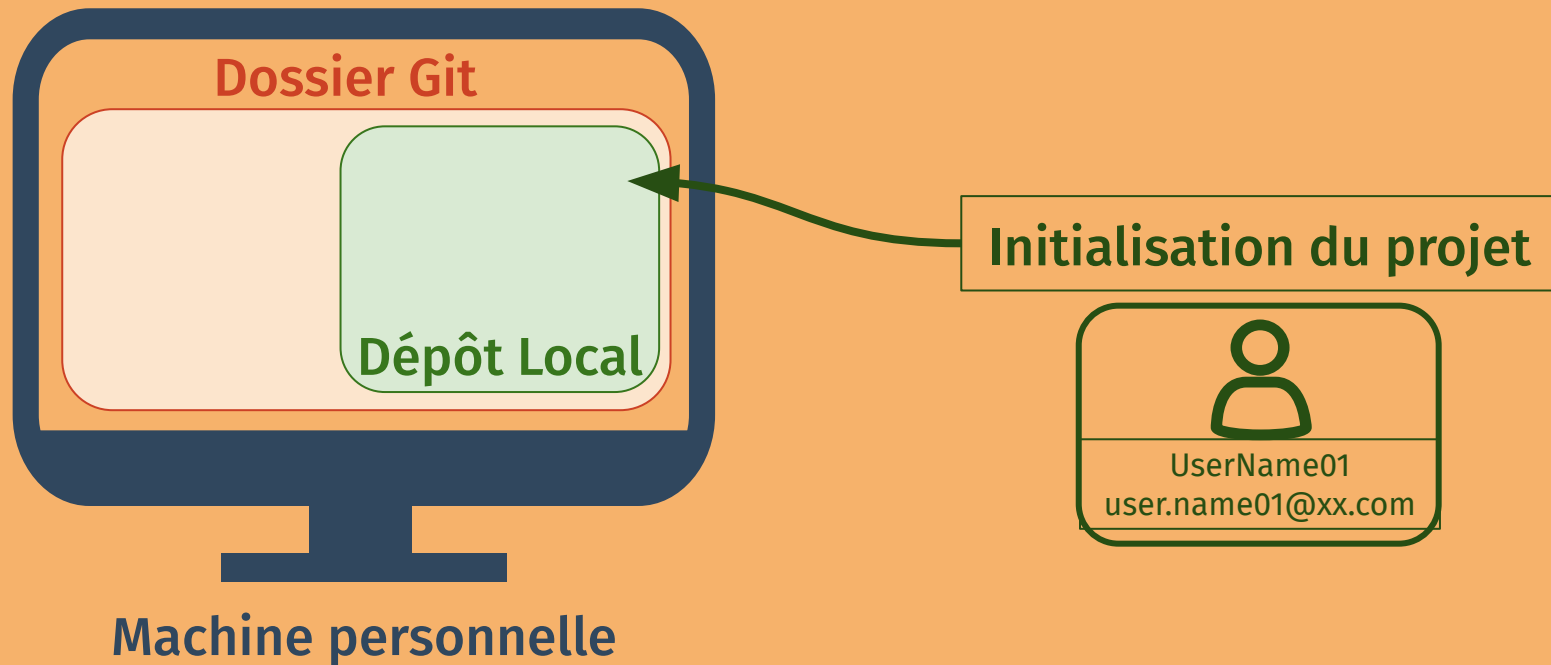 Dossier Git
Dépôt Local
Initialisation du projet
UserName01
user.name01@xx.com
Machine personnelle